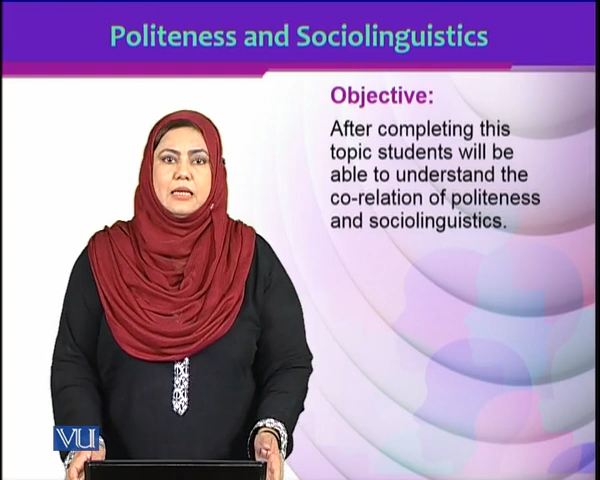 Politeness and Sociolinguistics
Objective:
After completing this
topic students will be
able to understand the
co-relation of politeness
and sociolinguistics.
VU